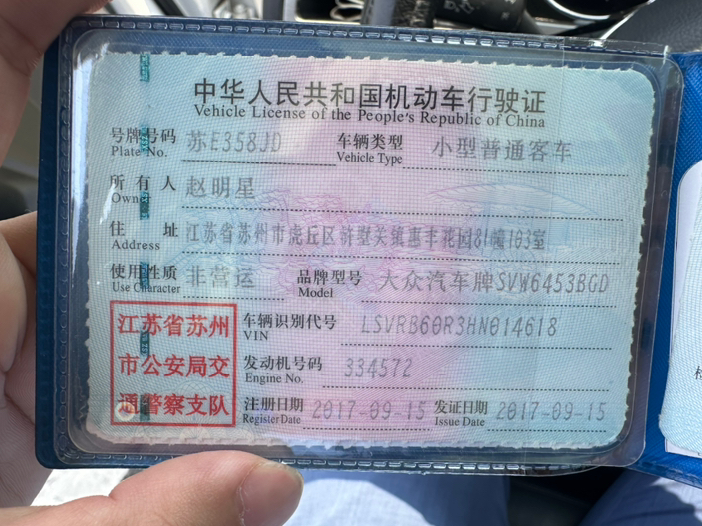 中华人民共和国机动车行驶证
Vehicle License of the People's Republic of China
号牌号码 苏E358JD 车辆类型 小型普通客车
Plate No. Vehicle Type
所有人 赵明星
Owner
住址 江苏省苏州市虎丘区浒墅关镇惠丰花园81幢103室
Address
使用性质 非营运 品牌型号 大众汽车牌SVW6453BGD
Use Character Model
江苏省苏州
市公安局交
通警察支队
车辆识别代号 LSVRB60R3HN014618
VIN
发动机号码 334572
Engine No.
注册日期 2017-09-15 发证日期 2017-09-15
Register Date Issue Date